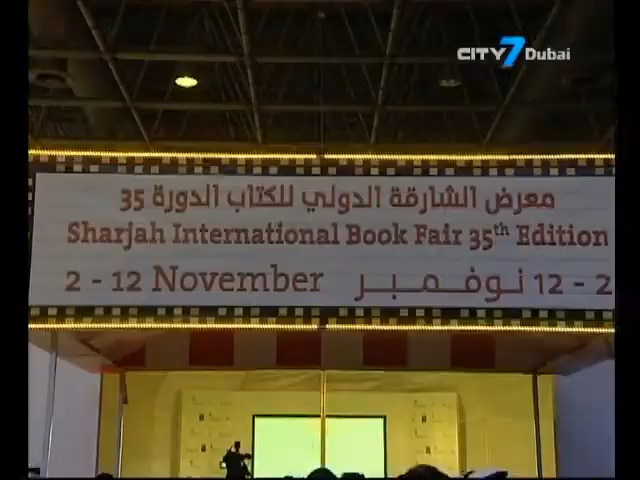 CITY7 Dubai
معرض الشارقة الدولي للكتاب الدورة 35
Sharjah International Book Fair 35th Edition
2 - 12 November 2 - 12 نوفمبر